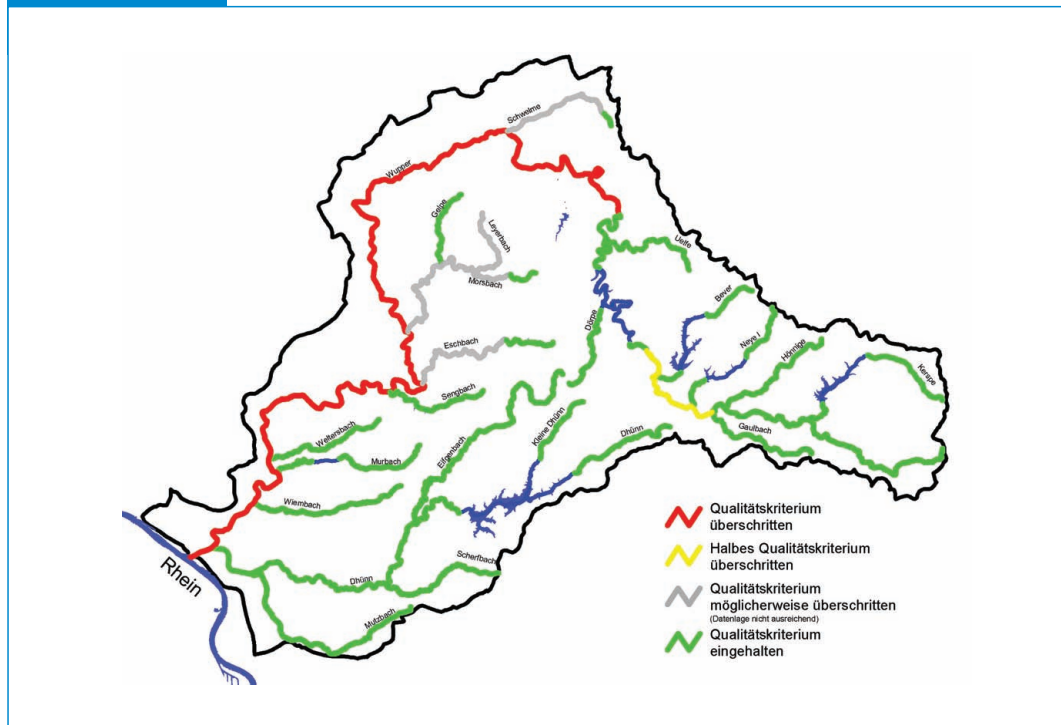 Schwelme
Wupper
Gelpe
Leyerbach
Uelfe
Morsbach
Bever
Dörpe
Neye I
Eschbach
Hönnige
Kerspe
Sengbach
Weltersbach
Kleine Dhünn
Dhünn
Gaulbach
Eifgenbach
Murbach
Wiembach
Scherfbach
Dhünn
Mutzbach
Rhein
Qualitätskriterium
überschritten
Halbes Qualitätskriterium
überschritten
Qualitätskriterium
möglicherweise überschritten
(Datenlage nicht ausreichend)
Qualitätskriterium
eingehalten